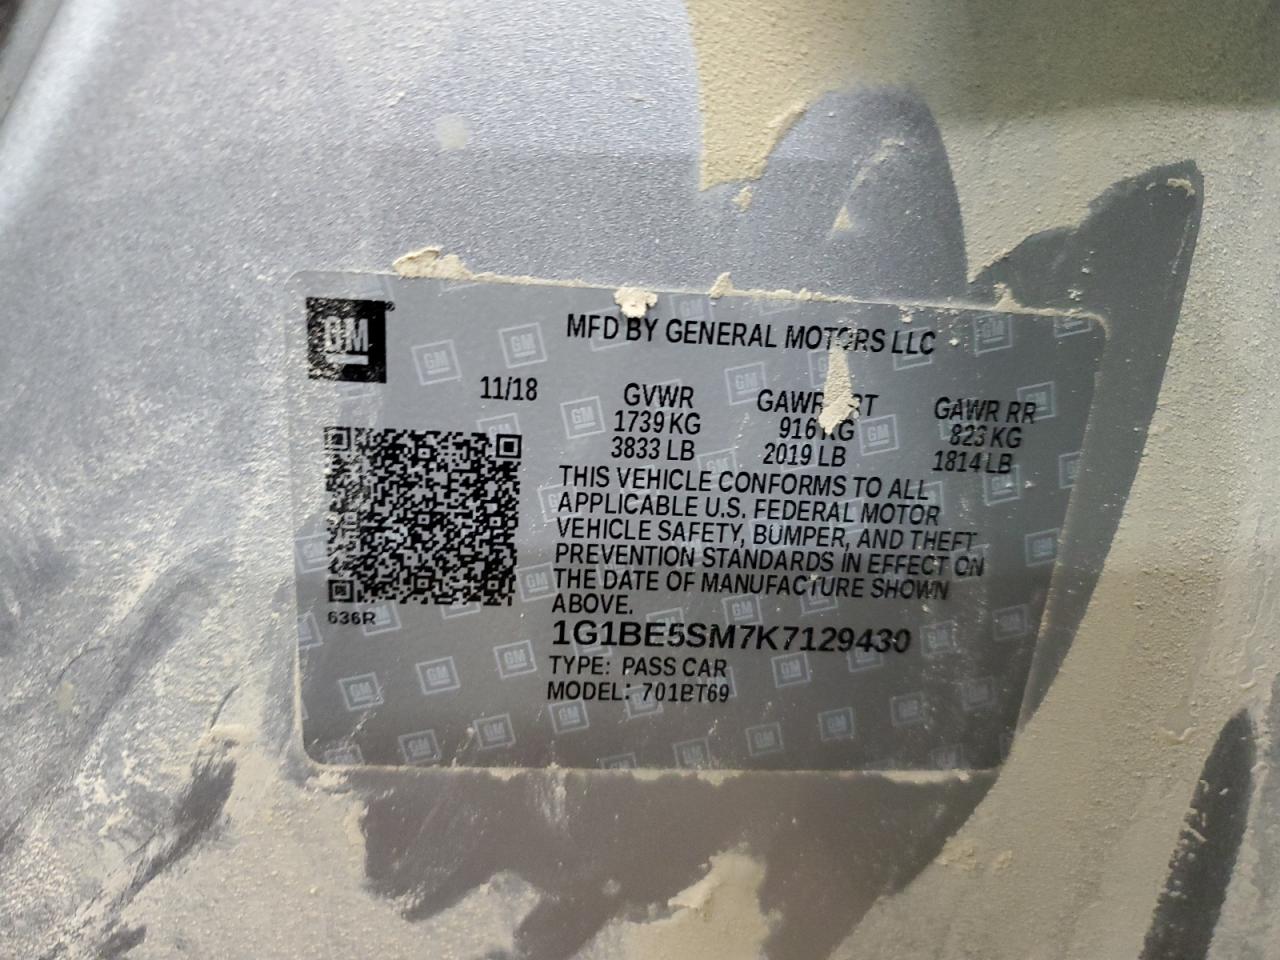 GM
MFD BY GENERAL MOTORS LLC
11/18 GVWR GAWR FRT GAWR RR
1739 KG 916 KG 823 KG
3833 LB 2019 LB 1814 LB
THIS VEHICLE CONFORMS TO ALL
APPLICABLE U.S. FEDERAL MOTOR
VEHICLE SAFETY, BUMPER, AND THEFT
PREVENTION STANDARDS IN EFFECT ON
THE DATE OF MANUFACTURE SHOWN
ABOVE.
636R
1G1BE5SM7K7129430
TYPE: PASS CAR
MODEL: 701BT69